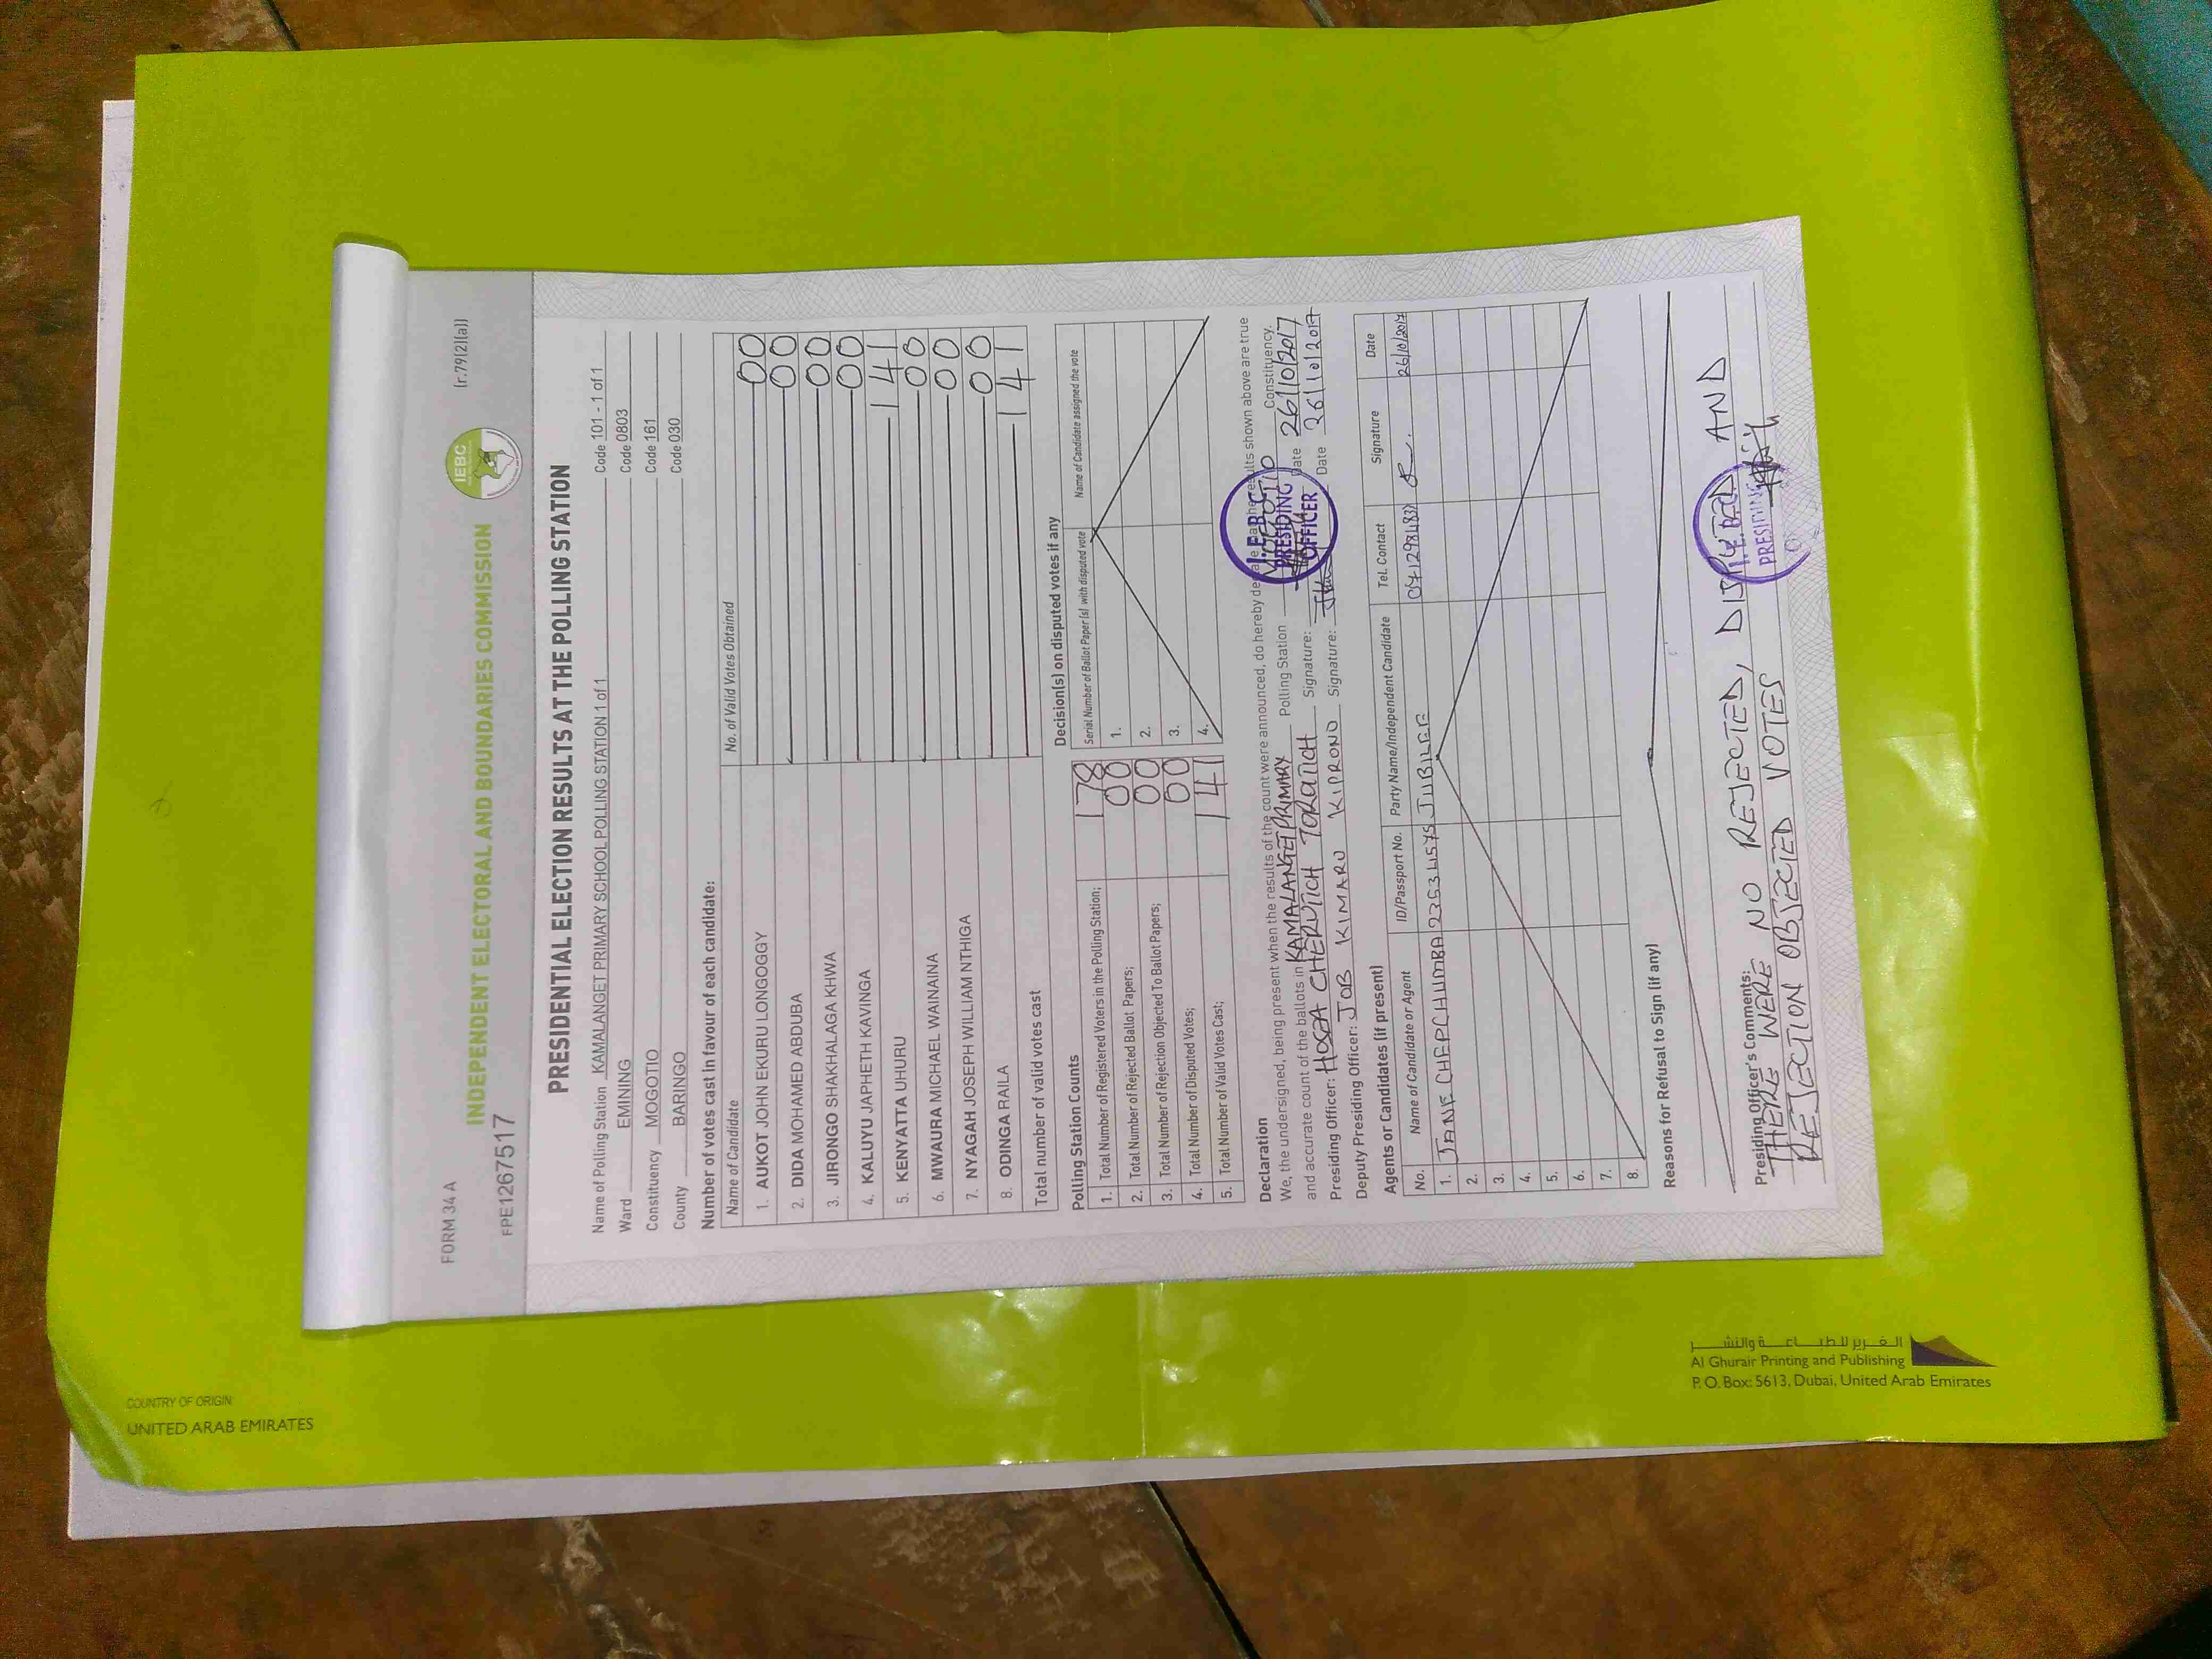 FORM 34 A
(r.79(2)(a))
IEBC
INDEPENDENT ELECTORAL AND BOUNDARIES COMMISSION
FPE1267517
PRESIDENTIAL ELECTION RESULTS AT THE POLLING STATION
Name of Polling Station KAMALANGET PRIMARY SCHOOL POLLING STATION 1 of 1 Code 101 - 1 of 1
Ward EMINING Code 0803
Constituency MOGOTIO Code 161
County BARINGO Code 030
Number of votes cast in favour of each candidate:
Name of Candidate No. of Valid Votes Obtained
1. AUKOT JOHN EKURU LONGOGGY 00
2. DIDA MOHAMED ABDUBA 00
3. JIRONGO SHAKHALAGA KHWA 00
4. KALUYU JAPHETH KAVINGA 00
5. KENYATTA UHURU 141
6. MWAURA MICHAEL WAINAINA 00
7. NYAGAH JOSEPH WILLIAM NTHIGA 00
8. ODINGA RAILA 00
Total number of valid votes cast 141
Polling Station Counts
1. Total Number of Registered Voters in the Polling Station; 178
2. Total Number of Rejected Ballot Papers; 00
3. Total Number of Rejection Objected To Ballot Papers; 00
4. Total Number of Disputed Votes; 00
5. Total Number of Valid Votes Cast; 141
Decision(s) on disputed votes if any
Serial Number of Ballot Paper (s) with disputed vote Name of Candidate assigned the vote
1.
2.
3.
4.
Declaration
We, the undersigned, being present when the results of the count were announced, do hereby declare that the results shown above are true
and accurate count of the ballots in KAMALANGET PRIMARY Polling Station MOGOTIO Constituency.
Presiding Officer: HOSEA CHERUTICH TOROITICH Signature: Date 26/10/2017
Deputy Presiding Officer: JOB KIMARU KIPRONO Signature: Date 26/10/2017
I.E.B.C
PRESIDING
OFFICER
Agents or Candidates (if present)
No. Name of Candidate or Agent ID/Passport No. Party Name/Independent Candidate Tel. Contact Signature Date
1. JANE CHEPCHUMBA JUBILEE 26/10/2017
2.
3.
4.
5.
6.
7.
8.
Reasons for Refusal to Sign (if any)
Presiding Officer's Comments:
THERE WERE NO REJECTED, DISPUTED AND
REJECTION OBJECTED VOTES
I.E.B.C
PRESIDING
COUNTRY OF ORIGIN
UNITED ARAB EMIRATES
الغرير للطباعة والنشر
Al Ghurair Printing and Publishing
P. O. Box: 5613, Dubai, United Arab Emirates